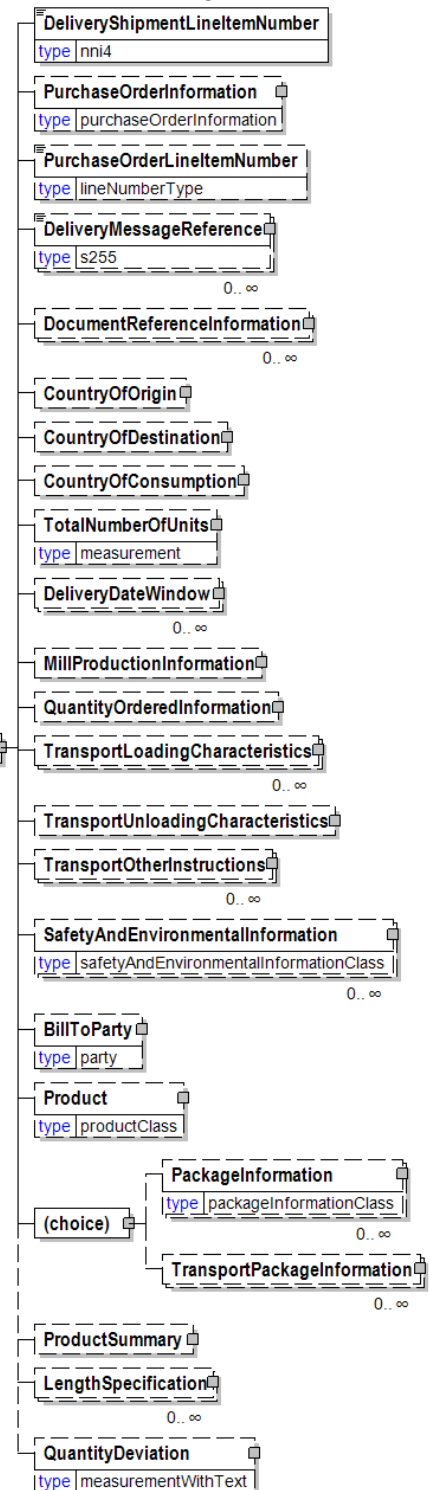 DeliveryShipmentLineItemNumber
type nni4
PurchaseOrderInformation
type purchaseOrderInformation
PurchaseOrderLineItemNumber
type lineNumberType
DeliveryMessageReference
type s255
0.. ∞
DocumentReferenceInformation
0.. ∞
CountryOfOrigin
CountryOfDestination
CountryOfConsumption
TotalNumberOfUnits
type measurement
DeliveryDateWindow
0.. ∞
MillProductionInformation
QuantityOrderedInformation
TransportLoadingCharacteristics
0.. ∞
TransportUnloadingCharacteristics
TransportOtherInstructions
0.. ∞
SafetyAndEnvironmentalInformation
type safetyAndEnvironmentalInformationClass
0.. ∞
BillToParty
type party
Product
type productClass
PackageInformation
type packageInformationClass
0.. ∞
(choice)
TransportPackageInformation
0.. ∞
ProductSummary
LengthSpecification
0.. ∞
QuantityDeviation
type measurementWithText